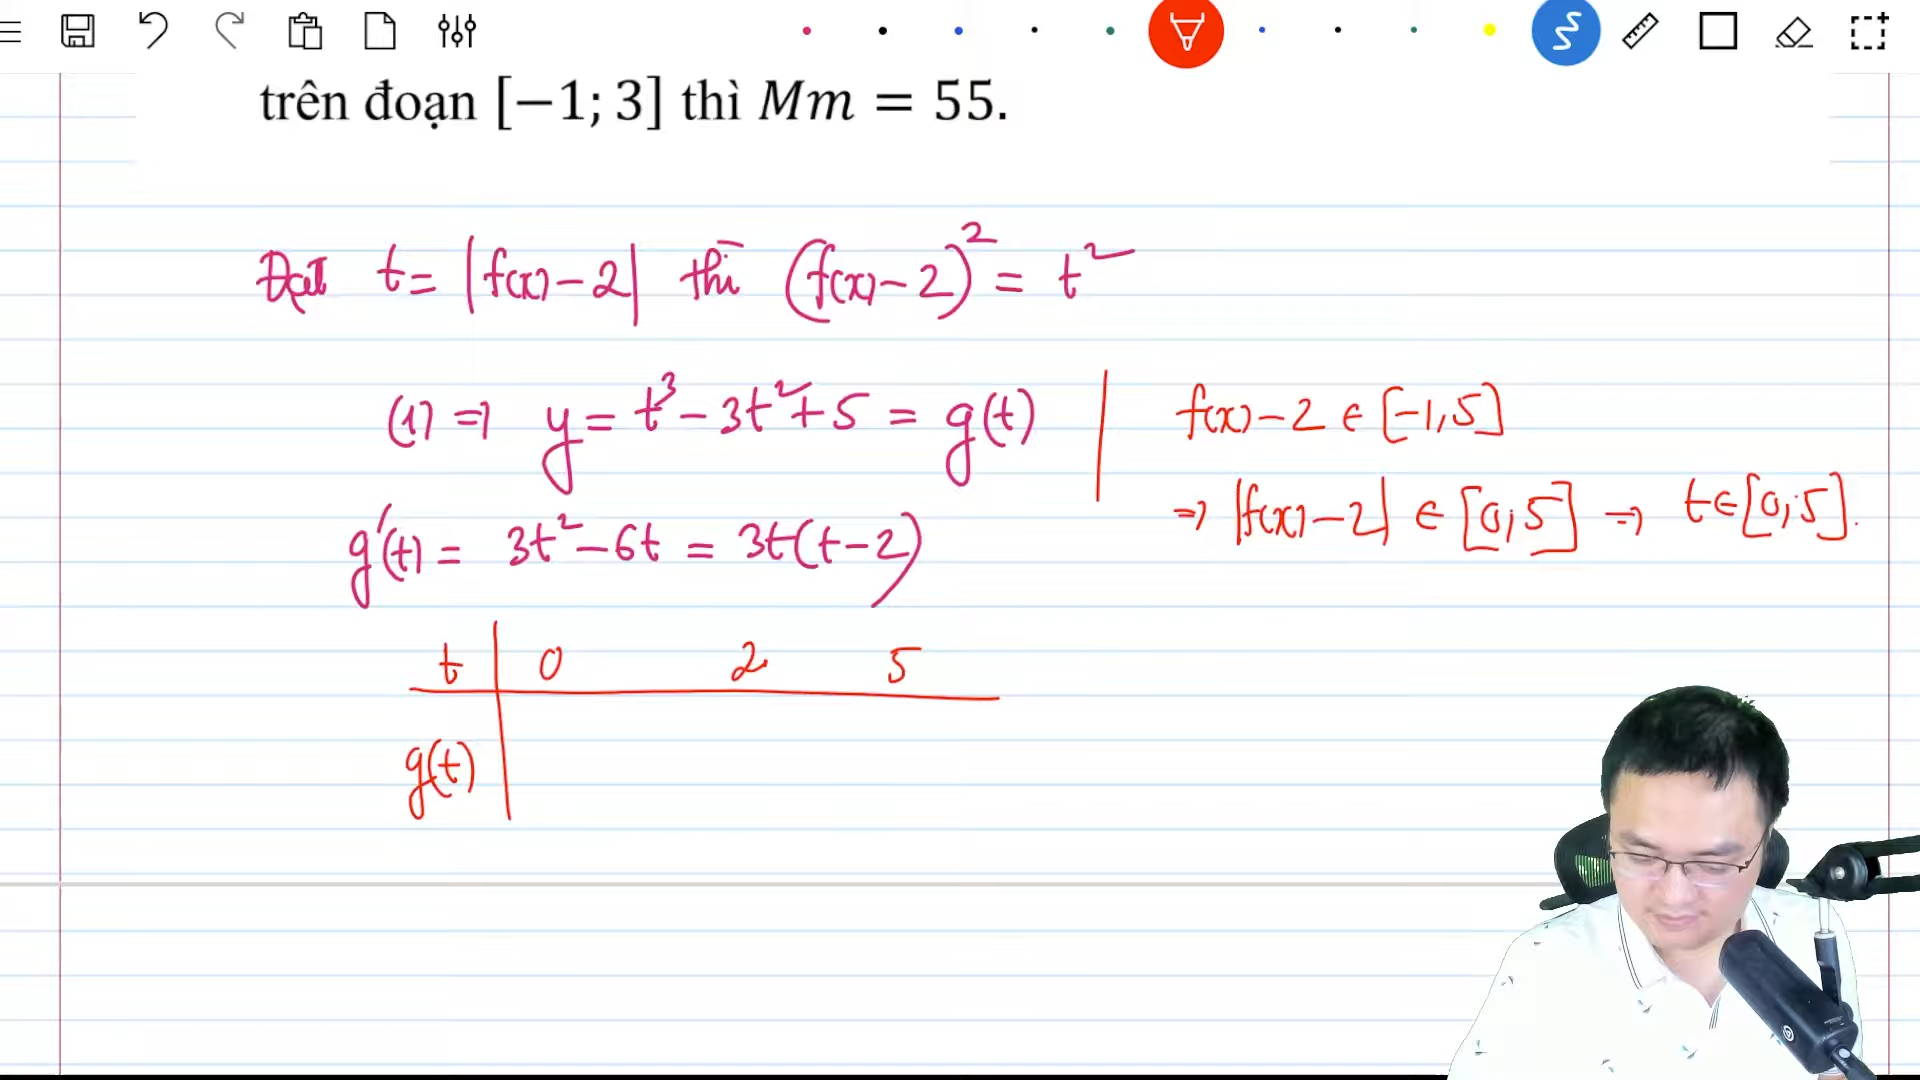 trên đoạn [−1; 3] thì Mm = 55.
Đặt t = |f(x) − 2| thì (f(x) − 2)² = t²
(1) ⇒ y = t³ − 3t² + 5 = g(t)
f(x) − 2 ∈ [−1, 5]
⇒ |f(x) − 2| ∈ [0, 5] ⇒ t ∈ [0, 5].
g'(t) = 3t² − 6t = 3t(t − 2)
t 0 2 5
g(t)